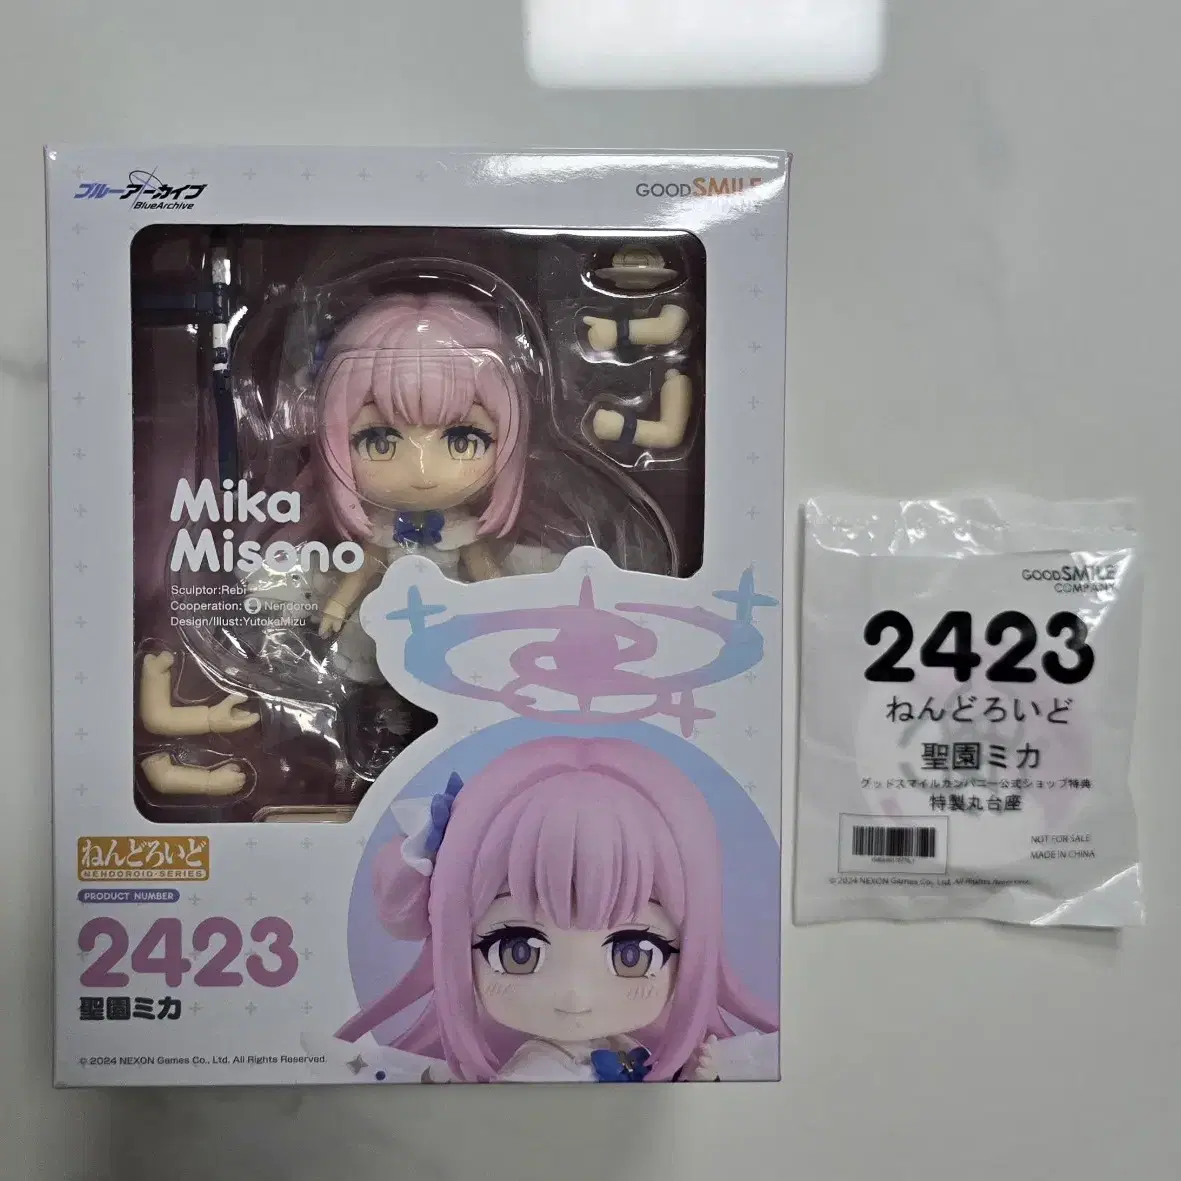 ブルーアーカイブ
BlueArchive
GOOD SMILE
Mika
Misono
Sculptor:Rebi
Cooperation: Nendoron
Design/Illust:YutokaMizu
ねんどろいど
NENDOROID・SERIES
PRODUCT NUMBER
2423
聖園ミカ
© 2024 NEXON Games Co., Ltd. All Rights Reserved.
GOOD SMILE
COMPANY
2423
ねんどろいど
聖園ミカ
グッドスマイルカンパニー公式ショップ特典
特製丸台座
NOT FOR SALE
MADE IN CHINA
© 2024 NEXON Games Co., Ltd. All Rights Reserved.